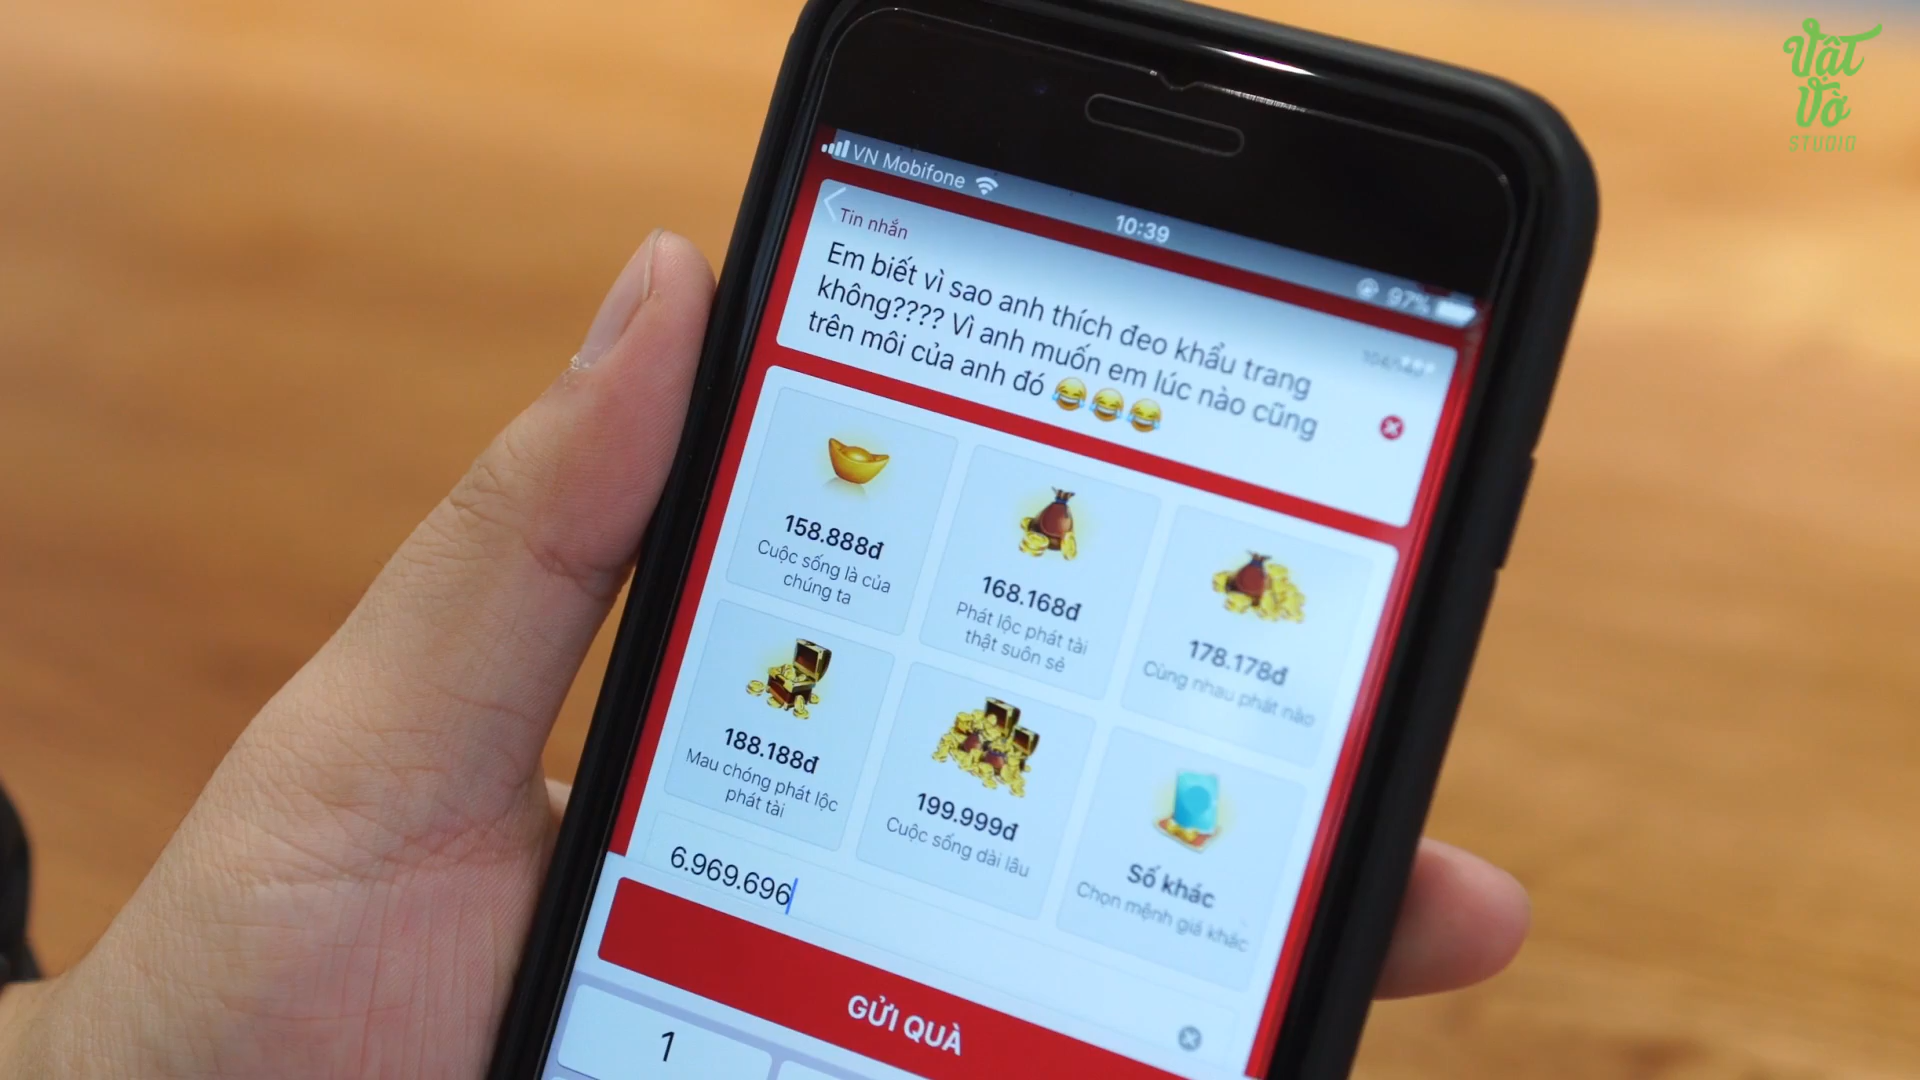 Vật
Vờ
STUDIO
VN Mobifone
10:39
97%
Tin nhắn
Em biết vì sao anh thích đeo khẩu trang
không???? Vì anh muốn em lúc nào cũng
trên môi của anh đó 😂😂😂
158.888đ
Cuộc sống là của
chúng ta
168.168đ
Phát lộc phát tài
thật suôn sẻ
178.178đ
Cùng nhau phát nào
188.188đ
Mau chóng phát lộc
phát tài
199.999đ
Cuộc sống dài lâu
Số khác
Chọn mệnh giá khác
6.969.696
GỬI QUÀ
1